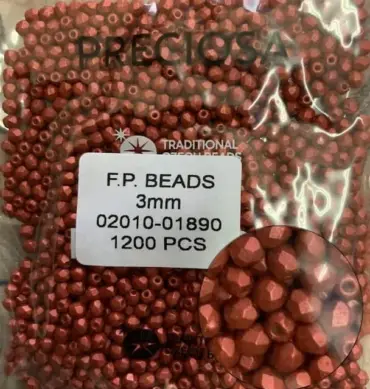 PRECIOSA
TRADITIONAL
CZECH BEADS
F.P. BEADS
3mm
02010-01890
1200 PCS